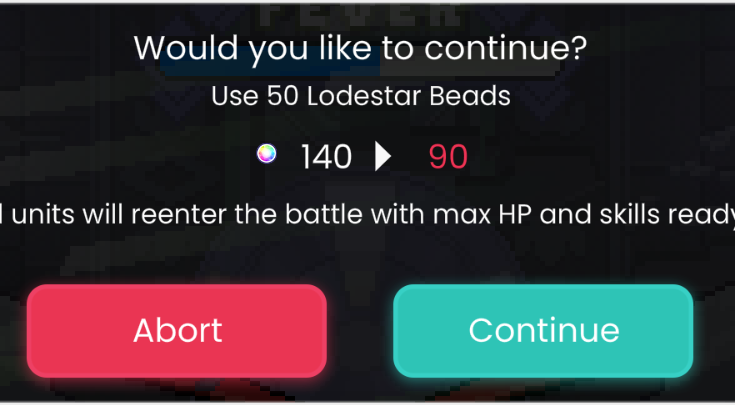 FEVER
Would you like to continue?
Use 50 Lodestar Beads
140 90
units will reenter the battle with max HP and skills ready
Abort
Continue